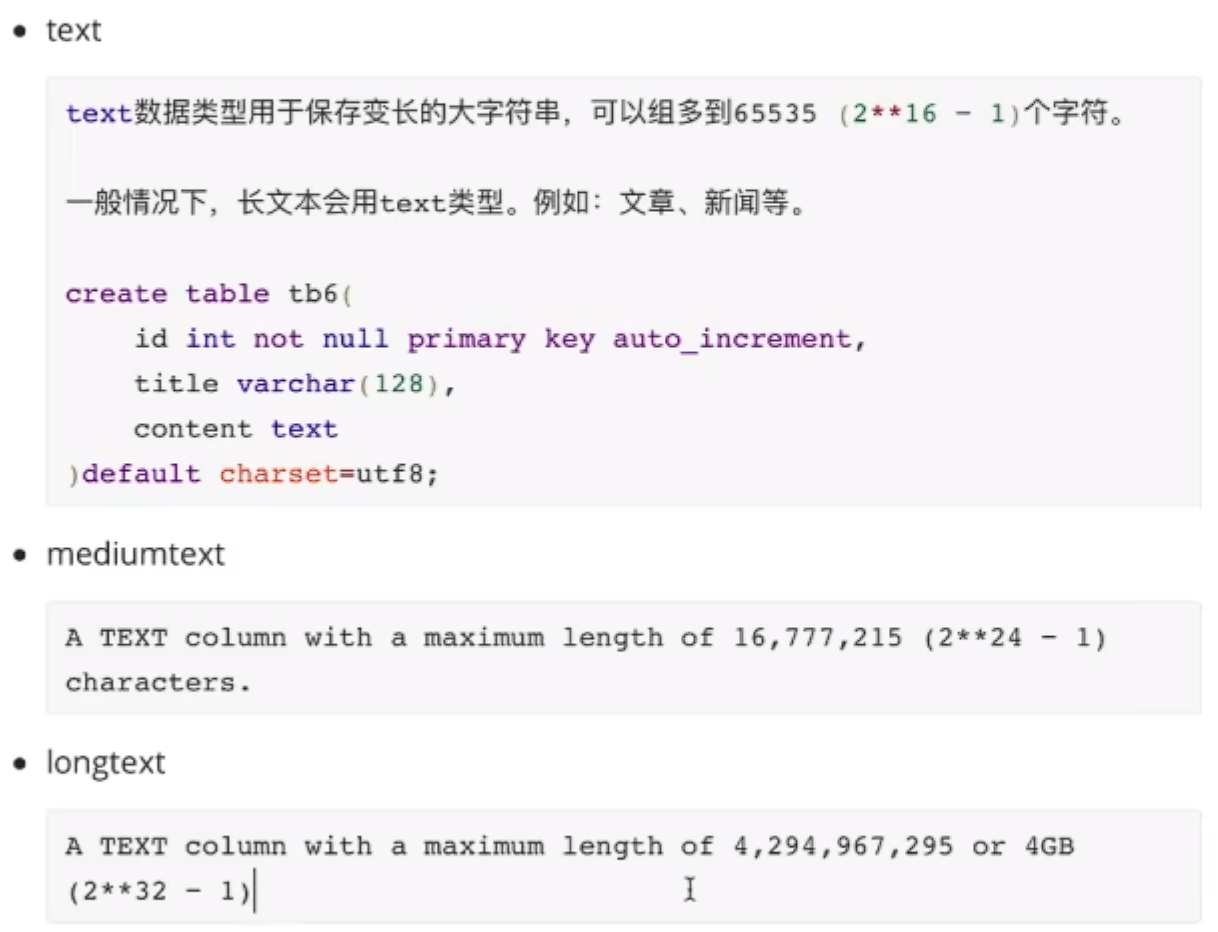 • text
text数据类型用于保存变长的大字符串，可以组多到65535 (2**16 - 1)个字符。
一般情况下，长文本会用text类型。例如：文章、新闻等。
create table tb6(
    id int not null primary key auto_increment,
    title varchar(128),
    content text
)default charset=utf8;
• mediumtext
A TEXT column with a maximum length of 16,777,215 (2**24 - 1)
characters.
• longtext
A TEXT column with a maximum length of 4,294,967,295 or 4GB
(2**32 - 1)